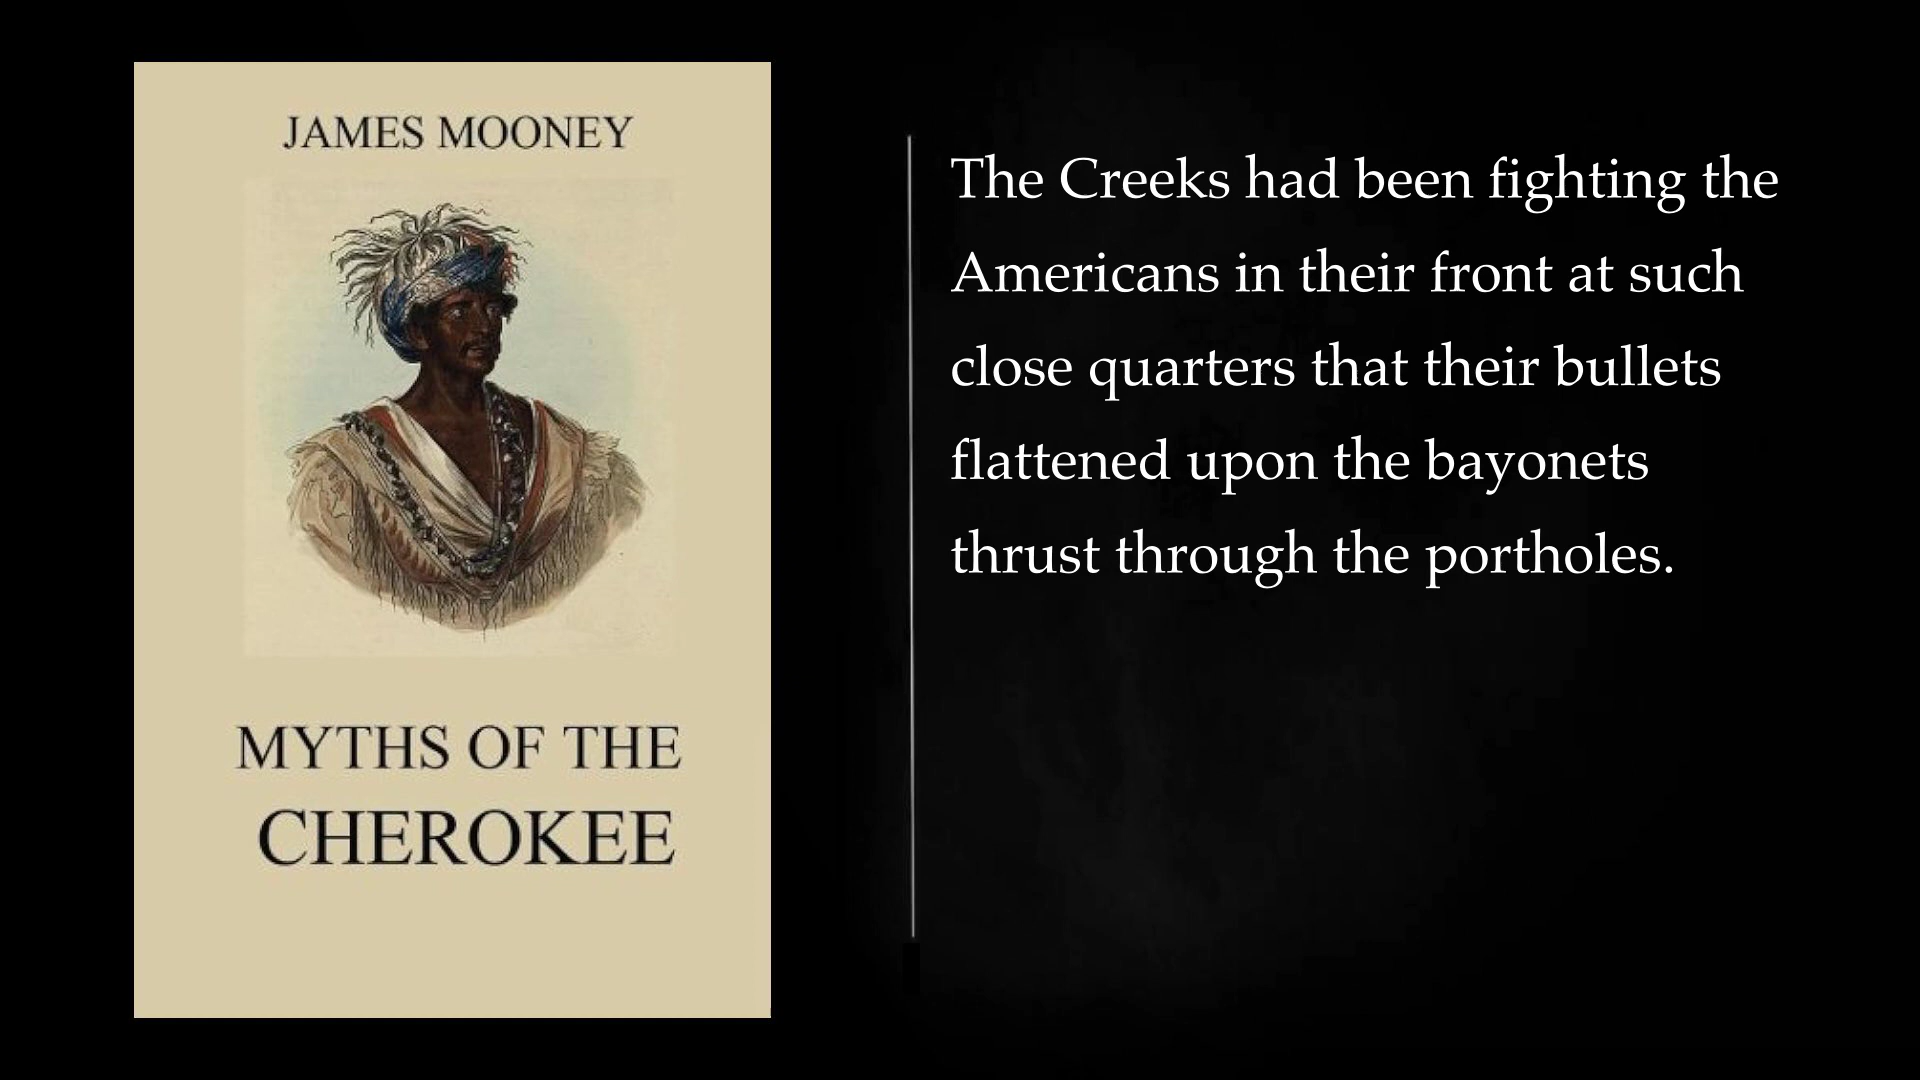 JAMES MOONEY
MYTHS OF THE
CHEROKEE
The Creeks had been fighting the
Americans in their front at such
close quarters that their bullets
flattened upon the bayonets
thrust through the portholes.